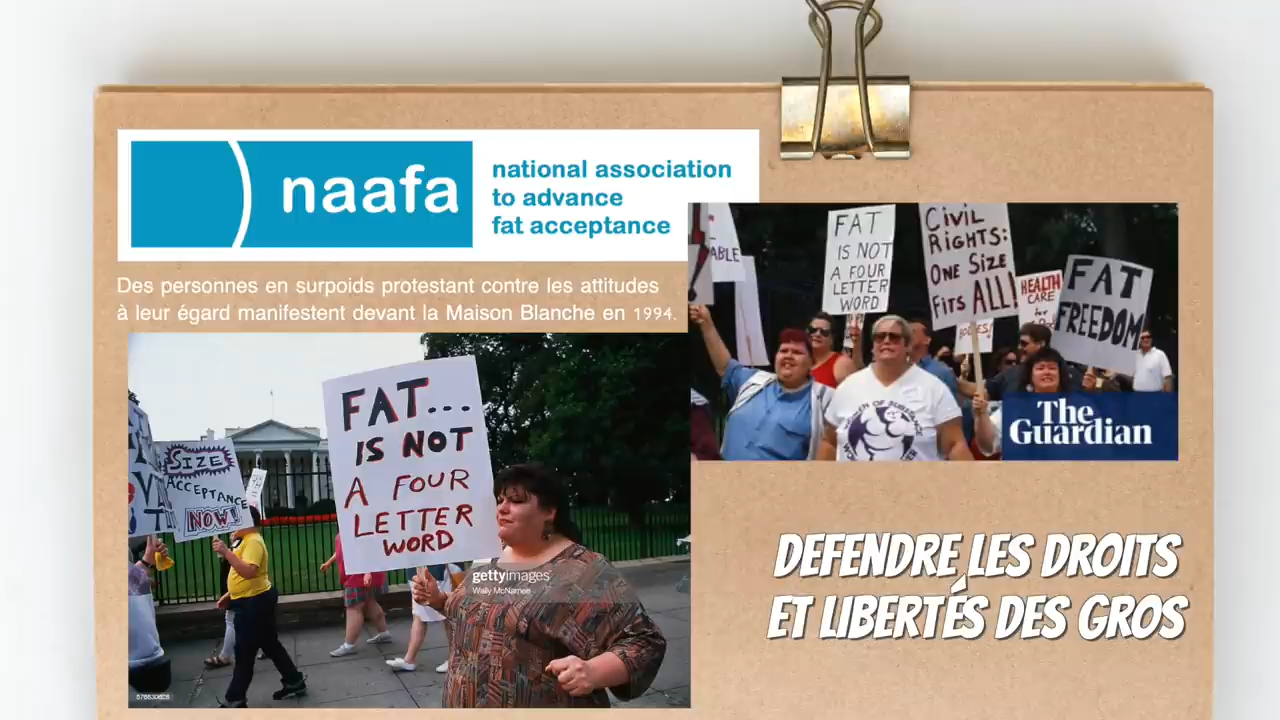 naafa
national association
to advance
fat acceptance
Des personnes en surpoids protestant contre les attitudes
à leur égard manifestent devant la Maison Blanche en 1994.
ABLE
FAT
IS NOT
A FOUR
LETTER
WORD
CIVIL
RIGHTS:
ONE SIZE
FITS ALL!
HEALTH
CARE
FAT
FREEDOM
The
Guardian
FAT...
IS NOT
A FOUR
LETTER
WORD
SIZE
ACCEPTANCE
NOW!
gettyimages
Wally McNamee
DEFENDRE LES DROITS
ET LIBERTÉS DES GROS